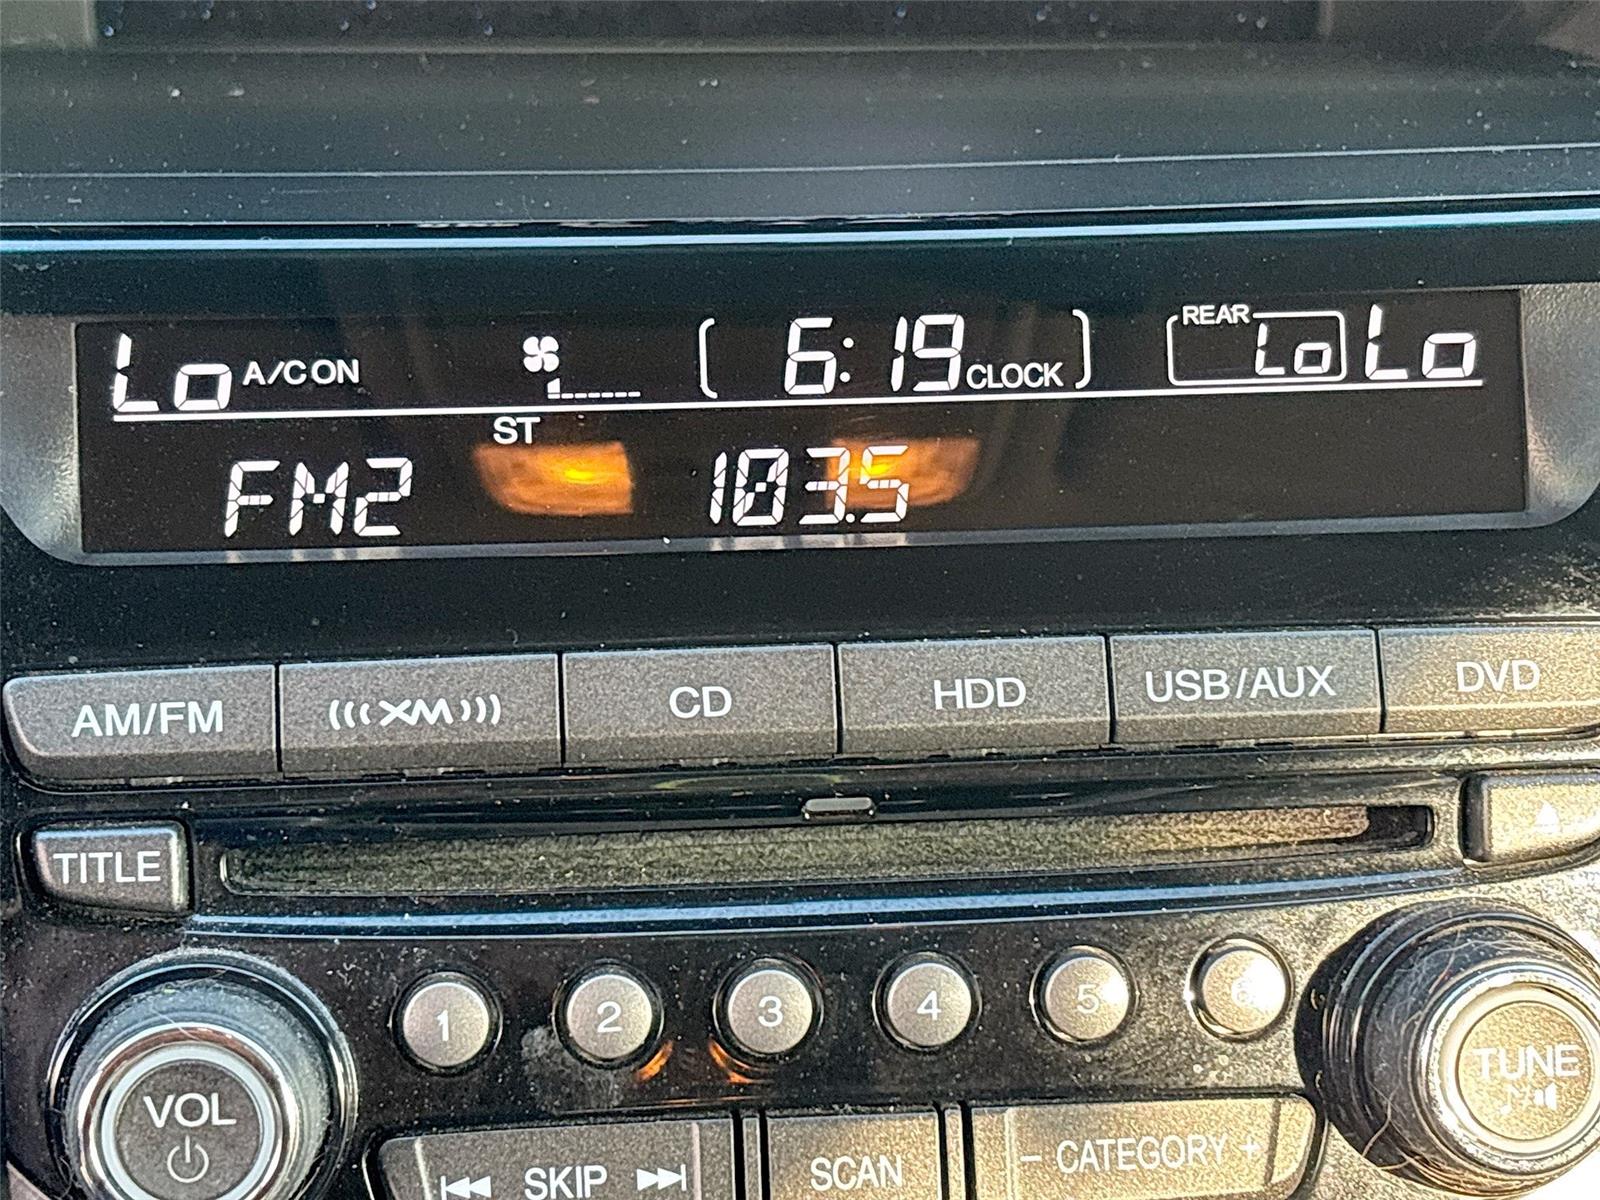 Lo A/C ON [ 6:19 CLOCK ] REAR Lo Lo
ST
FM2 103.5
AM/FM (((XM))) CD HDD USB/AUX DVD
TITLE
1 2 3 4 5 6
VOL TUNE
SKIP SCAN - CATEGORY +